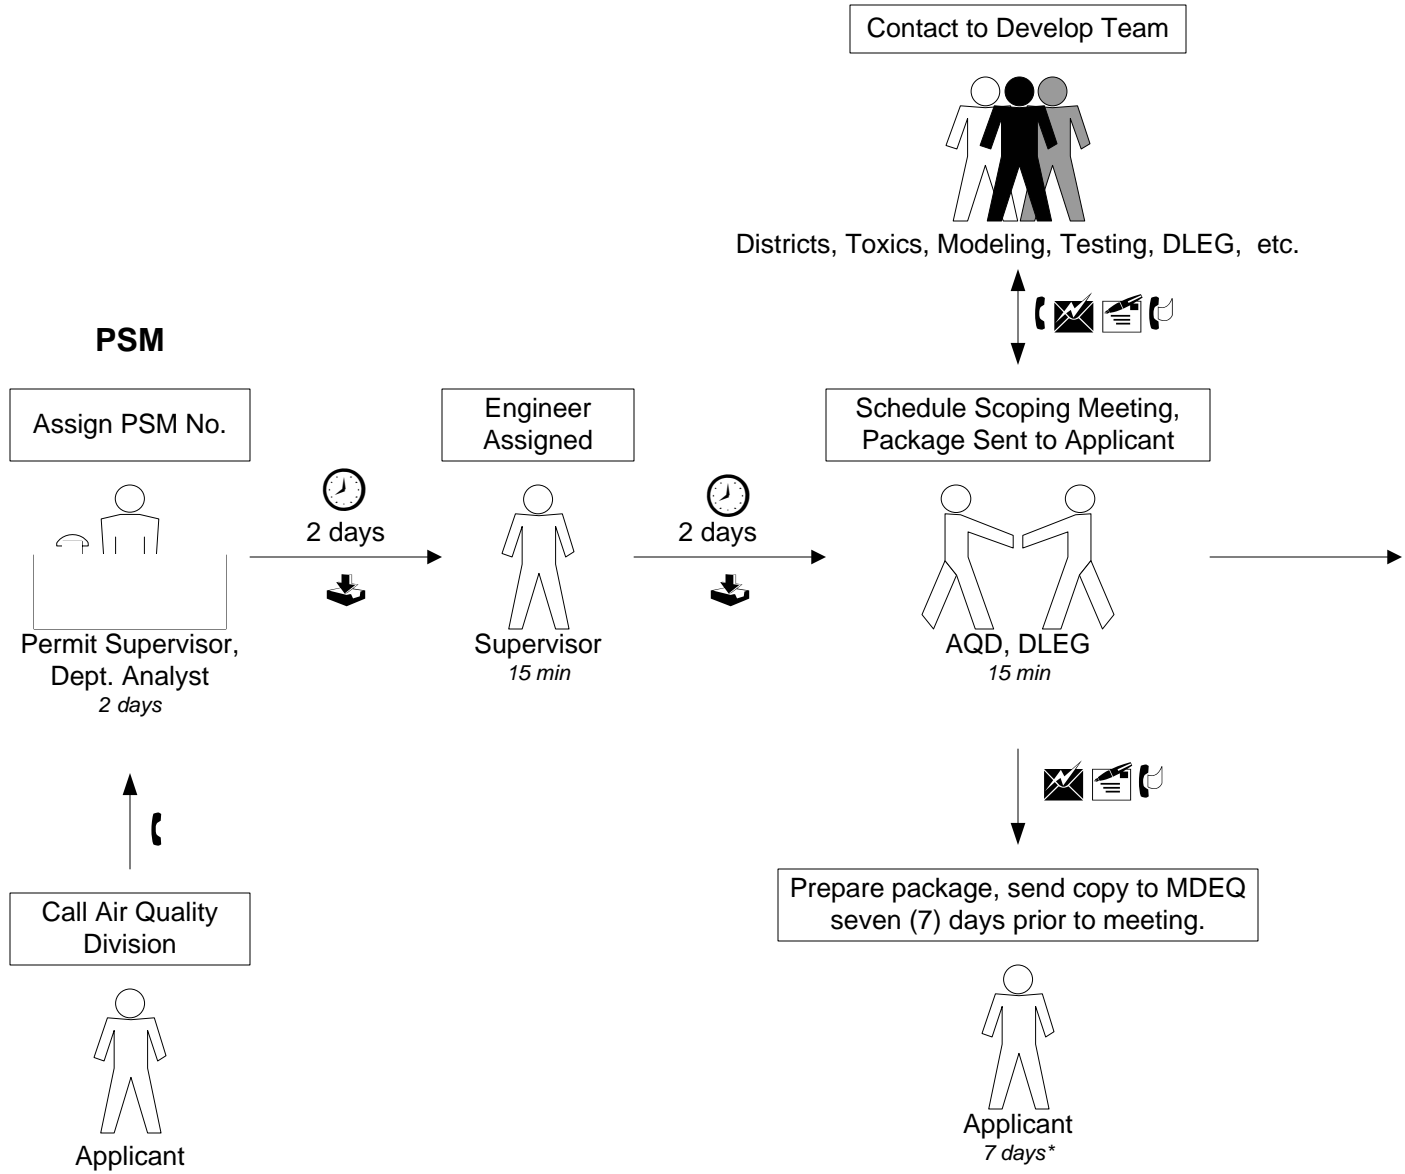 Contact to Develop Team
Districts, Toxics, Modeling, Testing, DLEG, etc.
PSM
Assign PSM No.
Engineer
Assigned
Schedule Scoping Meeting,
Package Sent to Applicant
2 days
2 days
Permit Supervisor,
Dept. Analyst
2 days
Supervisor
15 min
AQD, DLEG
15 min
Call Air Quality
Division
Applicant
Prepare package, send copy to MDEQ
seven (7) days prior to meeting.
Applicant
7 days*